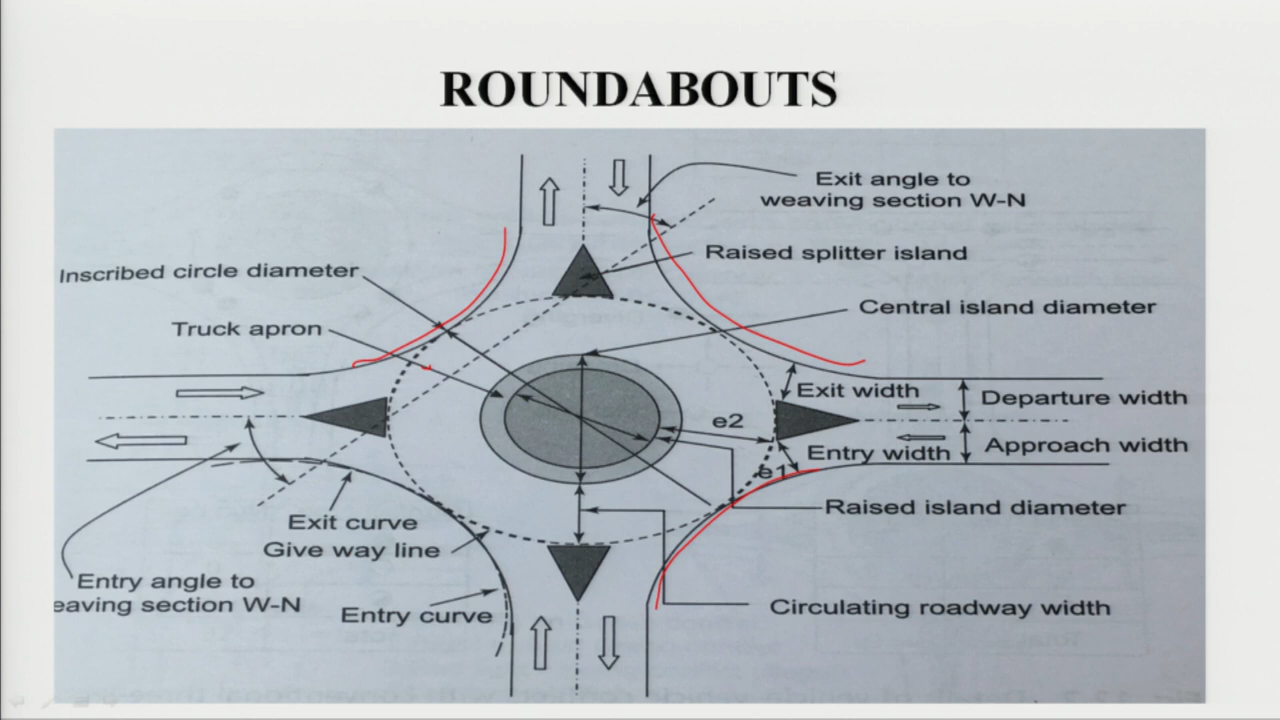 ROUNDABOUTS
Exit angle to
weaving section W-N
Raised splitter island
Inscribed circle diameter
Central island diameter
Truck apron
Exit width
Departure width
e2
Entry width
Approach width
e1
Raised island diameter
Exit curve
Give way line
Entry angle to
eaving section W-N
Entry curve
Circulating roadway width